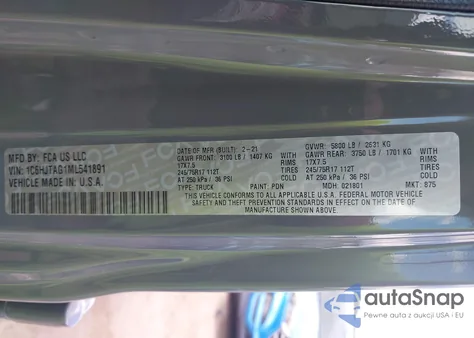 MFD BY: FCA US LLC
VIN: 1C6HJTAG1ML541891
VEHICLE MADE IN U.S.A.
DATE OF MFR (BUILT): 2-21 GVWR: 5800 LB / 2631 KG
GAWR FRONT: 3100 LB / 1407 KG GAWR REAR: 3750 LB / 1701 KG
17X7.5 RIMS 17X7.5
245/75R17 112T TIRES 245/75R17 112T TIRES
AT 250 kPa / 36 PSI COLD AT 250 kPa / 36 PSI COLD
TYPE: TRUCK PAINT: PDN MDH: 021801 MKT: 875
THIS VEHICLE CONFORMS TO ALL APPLICABLE U.S.A. FEDERAL MOTOR VEHICLE
SAFETY AND THEFT PREVENTION STANDARDS IN EFFECT ON THE DATE OF
MANUFACTURE SHOWN ABOVE.
autoSnap
Pewne auta z aukcji USA - EU